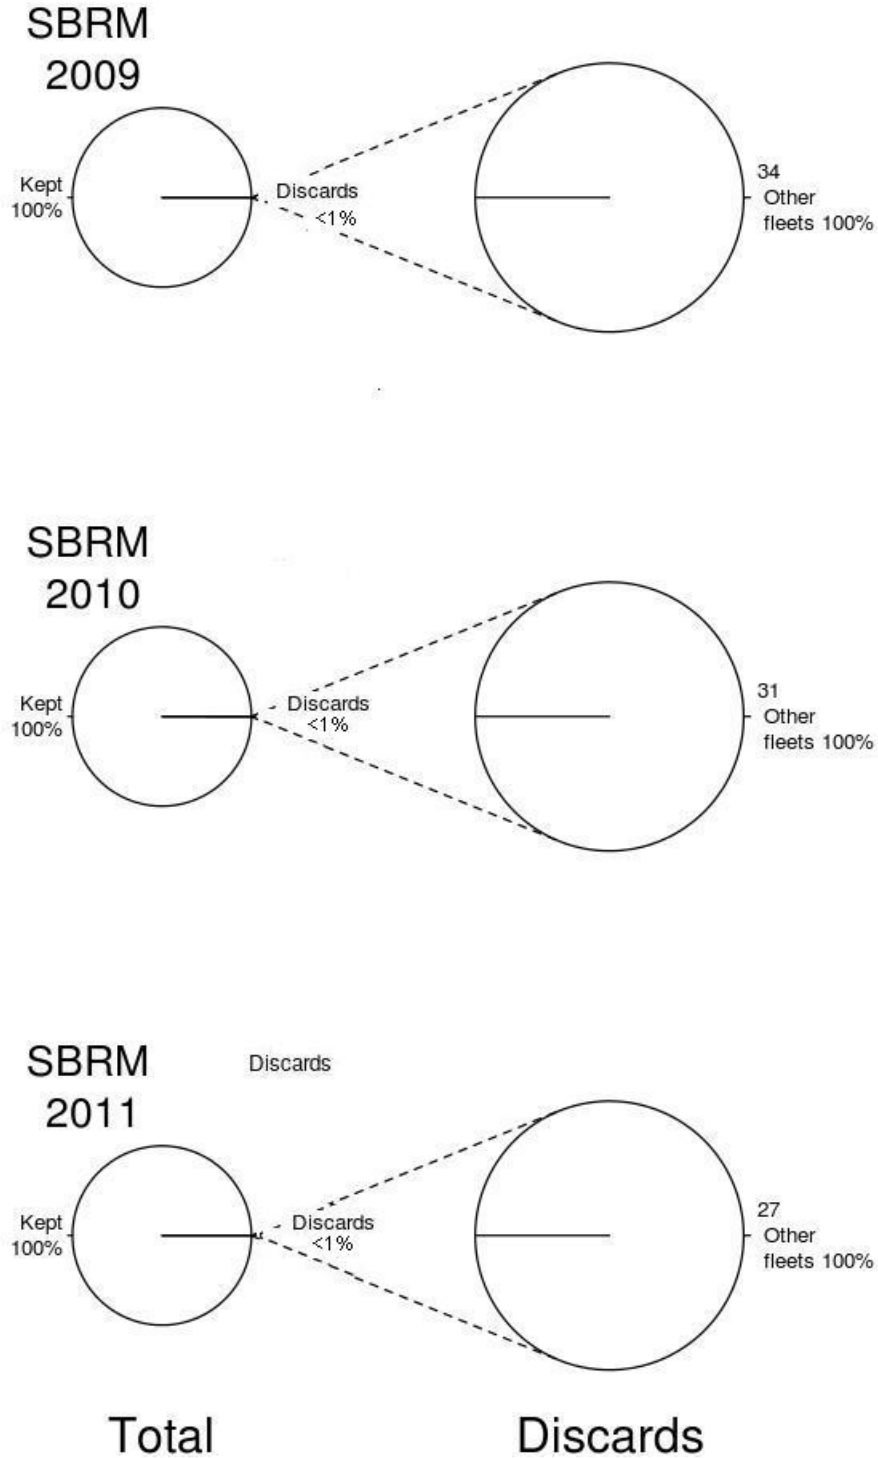 SBRM
2009
Kept
100%
Discards
<1%
34
Other
fleets 100%
SBRM
2010
Kept
100%
Discards
<1%
31
Other
fleets 100%
SBRM
2011
Discards
Kept
100%
Discards
<1%
27
Other
fleets 100%
Total
Discards